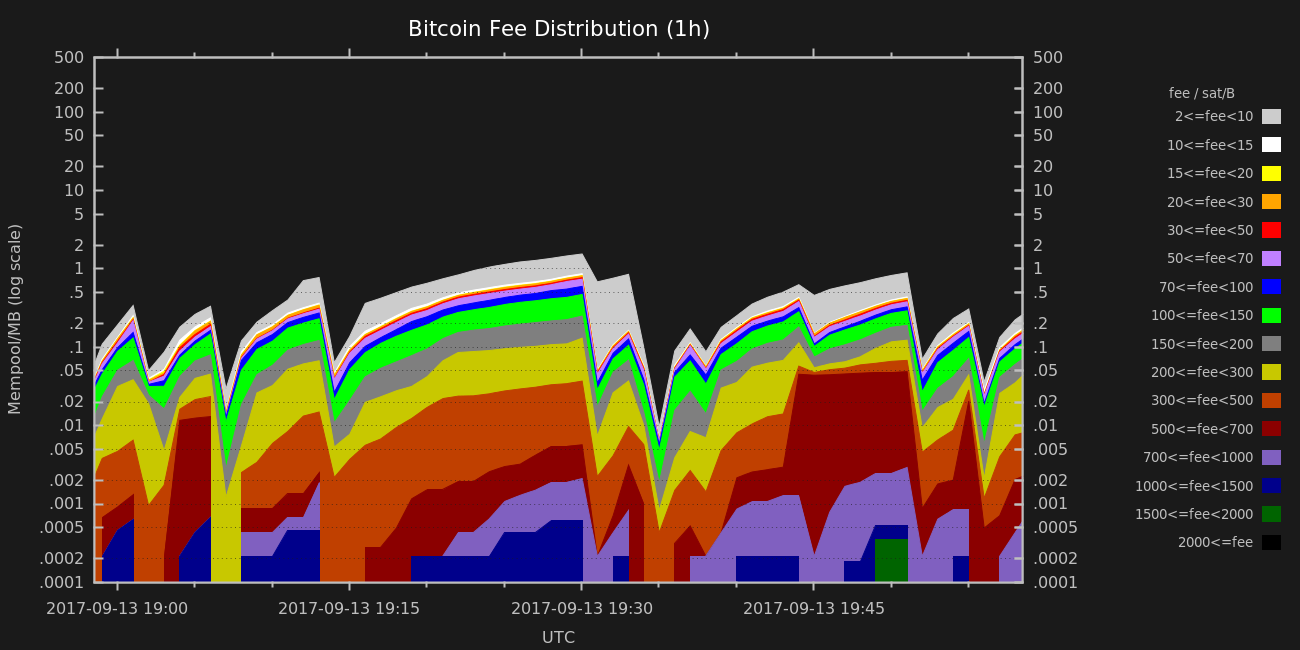 Bitcoin Fee Distribution (1h)
500 500
200 200
100 100
50 50
20 20
10 10
5 5
2 2
1 1
.5 .5
.2 .2
.1 .1
.05 .05
.02 .02
.01 .01
.005 .005
.002 .002
.001 .001
.0005 .0005
.0002 .0002
.0001 .0001
Mempool/MB (log scale)
2017-09-13 19:00 2017-09-13 19:15 2017-09-13 19:30 2017-09-13 19:45
UTC
fee / sat/B
2<=fee<10
10<=fee<15
15<=fee<20
20<=fee<30
30<=fee<50
50<=fee<70
70<=fee<100
100<=fee<150
150<=fee<200
200<=fee<300
300<=fee<500
500<=fee<700
700<=fee<1000
1000<=fee<1500
1500<=fee<2000
2000<=fee